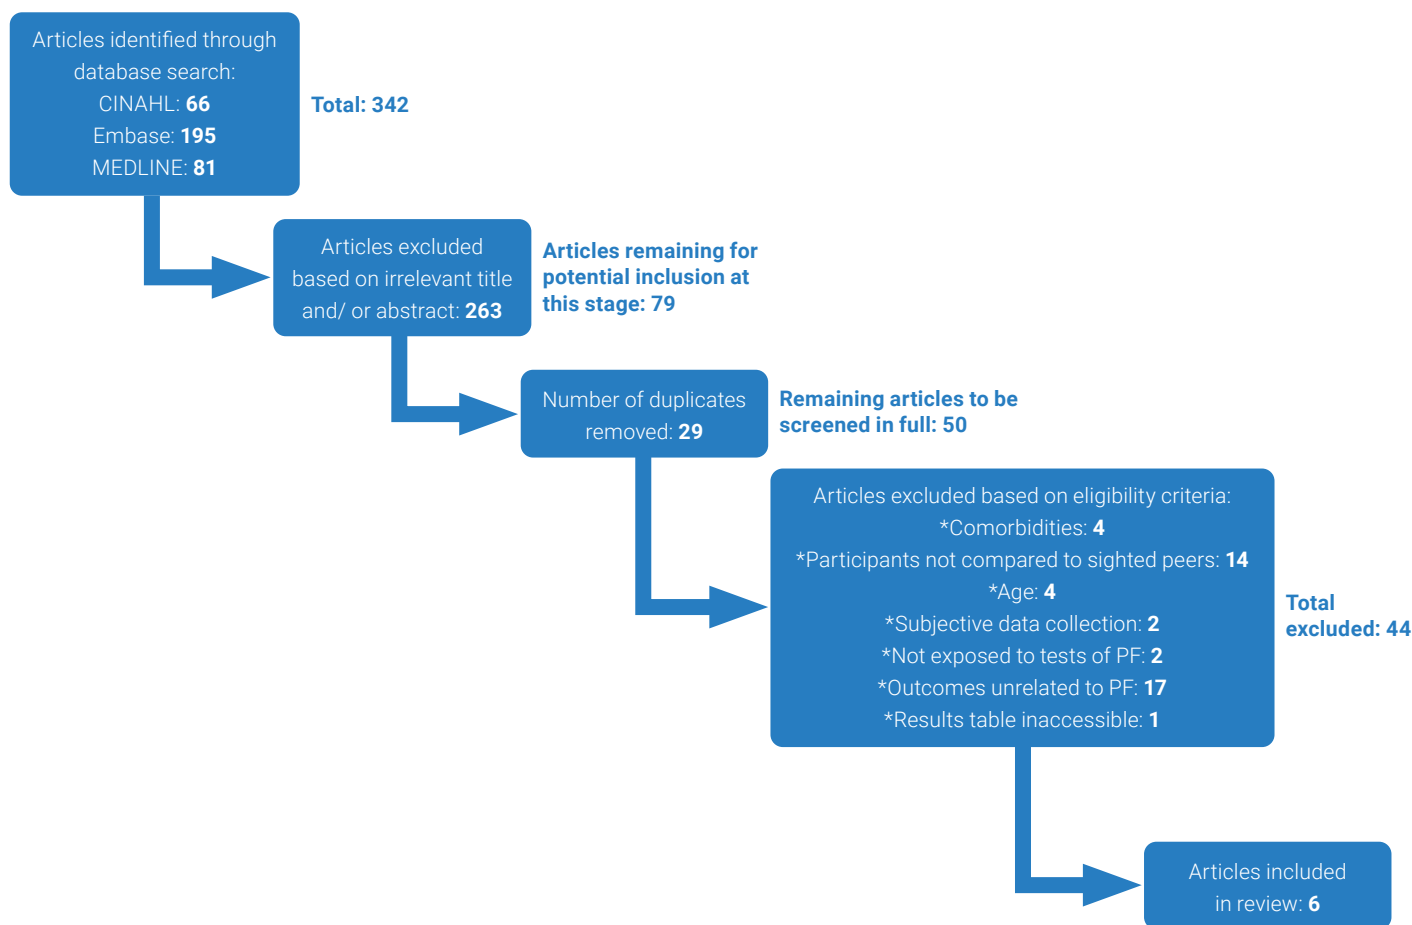 Articles identified through
database search:
CINAHL: 66
Embase: 195
MEDLINE: 81
Total: 342
Articles excluded
based on irrelevant title
and/ or abstract: 263
Articles remaining for
potential inclusion at
this stage: 79
Number of duplicates
removed: 29
Remaining articles to be
screened in full: 50
Articles excluded based on eligibility criteria:
*Comorbidities: 4
*Participants not compared to sighted peers: 14
*Age: 4
*Subjective data collection: 2
*Not exposed to tests of PF: 2
*Outcomes unrelated to PF: 17
*Results table inaccessible: 1
Total
excluded: 44
Articles included
in review: 6